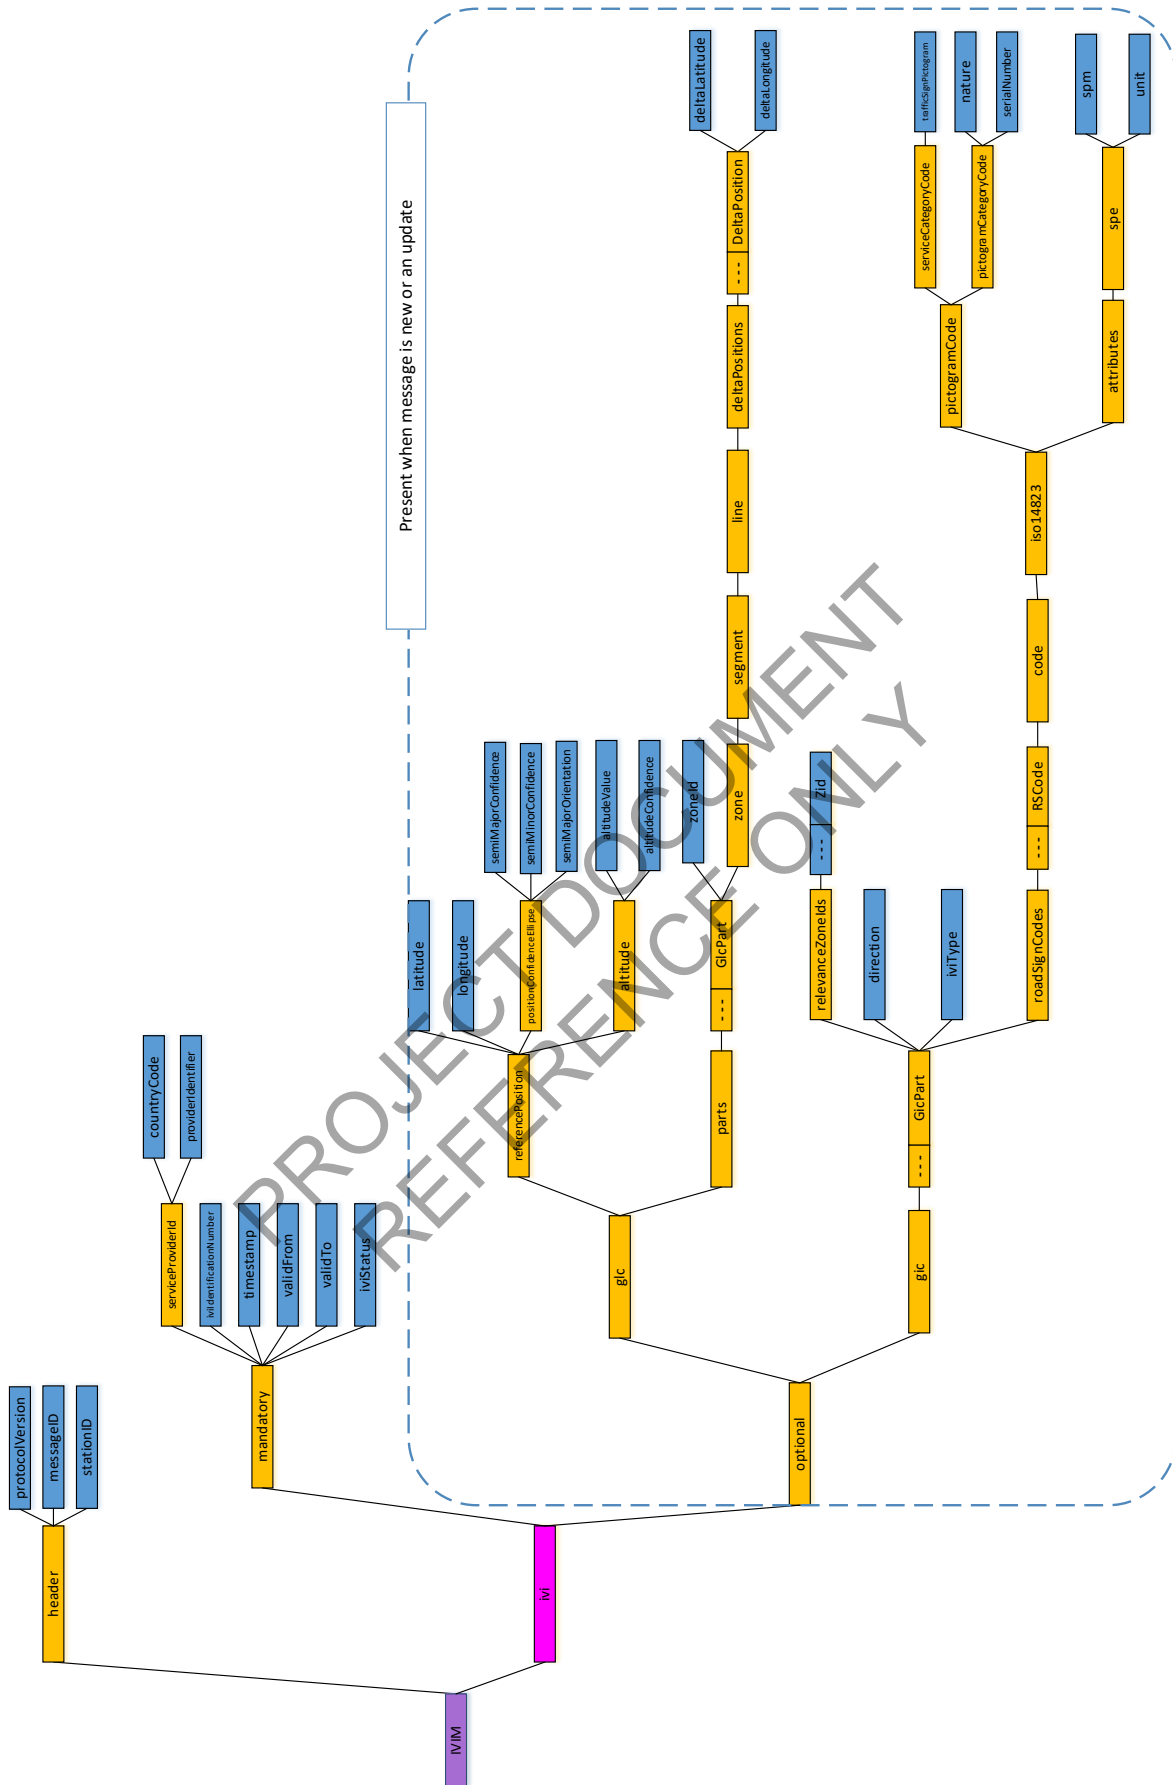 IVIM
header
protocolVersion
messageID
stationID
ivi
mandatory
serviceProviderId
countryCode
providerIdentifier
iviIdentificationNumber
timestamp
validFrom
validTo
iviStatus
Present when message is new or an update
optional
glc
referencePosition
latitude
longitude
positionConfidenceEllipse
semiMajorConfidence
semiMinorConfidence
semiMajorOrientation
altitude
altitudeValue
altitudeConfidence
parts
--- GlcPart
zoneId
zone
segment
line
deltaPositions
--- DeltaPosition
deltaLatitude
deltaLongitude
gic
--- GicPart
relevanceZoneIds
--- Zid
direction
iviType
roadSignCodes
--- RSCode
code
iso14823
pictogramCode
serviceCategoryCode
trafficSignPictogram
pictogramCategoryCode
nature
serialNumber
attributes
spe
spm
unit
PROJECT DOCUMENT
REFERENCE ONLY